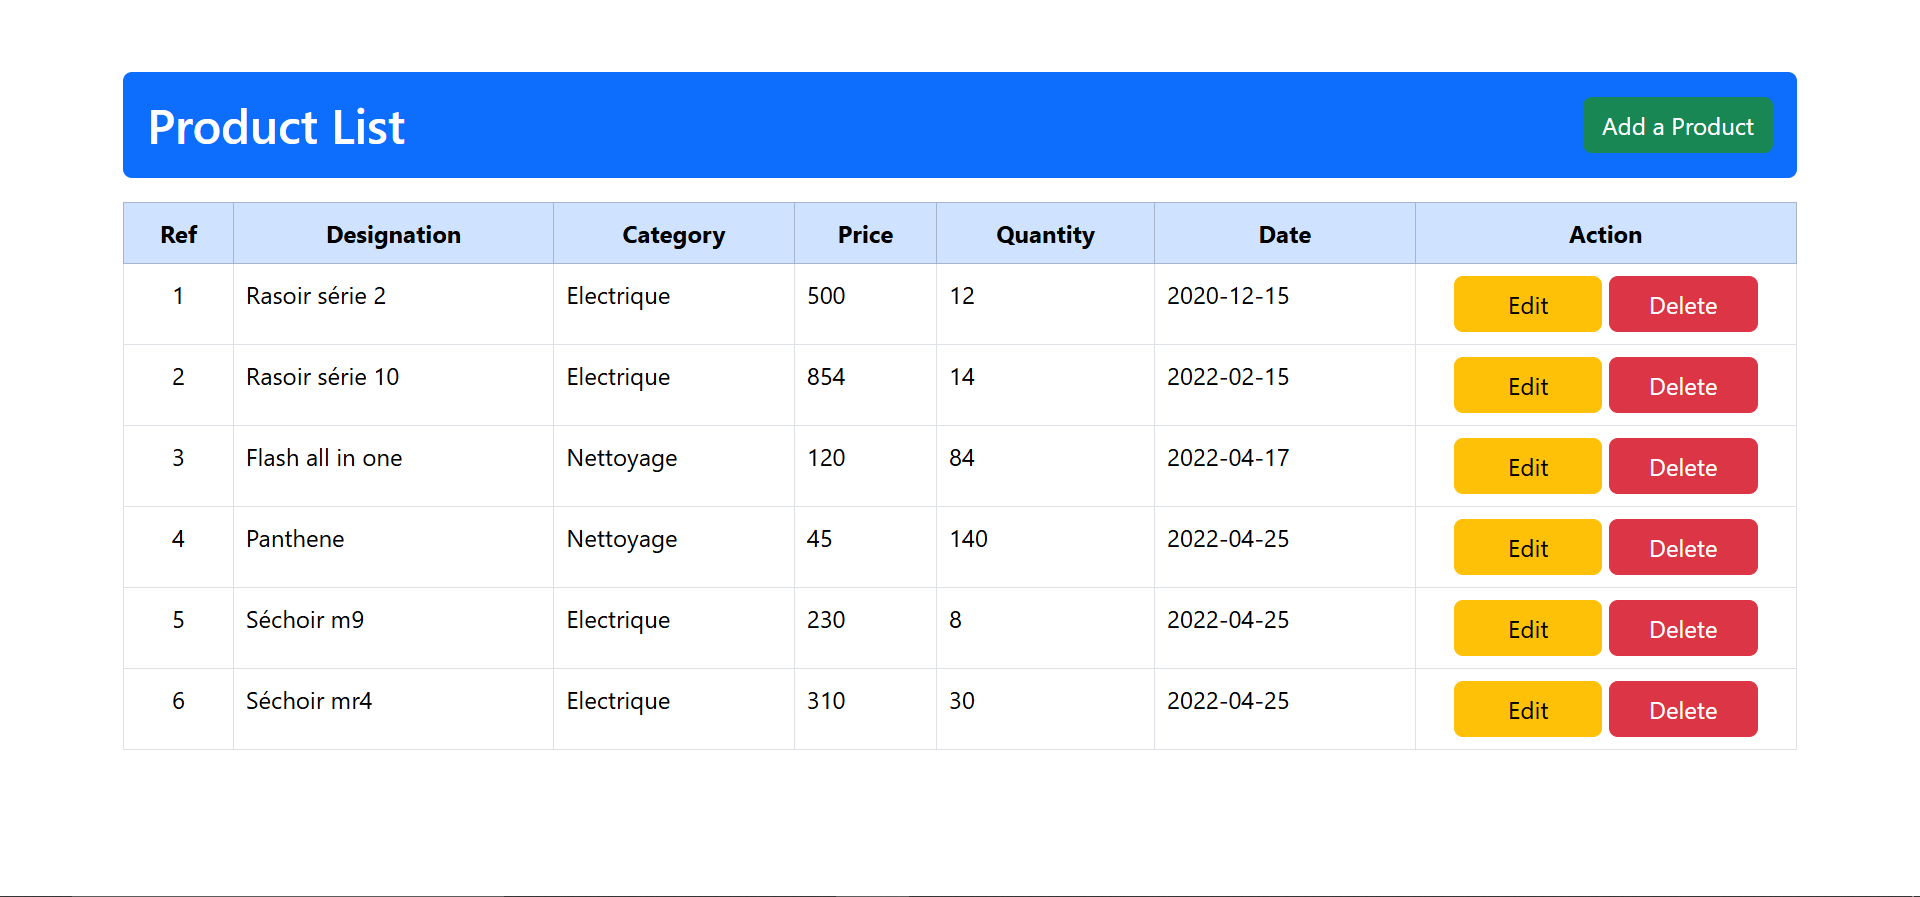 Product List
Add a Product
Ref Designation Category Price Quantity Date Action
1 Rasoir série 2 Electrique 500 12 2020-12-15 Edit Delete
2 Rasoir série 10 Electrique 854 14 2022-02-15 Edit Delete
3 Flash all in one Nettoyage 120 84 2022-04-17 Edit Delete
4 Panthene Nettoyage 45 140 2022-04-25 Edit Delete
5 Séchoir m9 Electrique 230 8 2022-04-25 Edit Delete
6 Séchoir mr4 Electrique 310 30 2022-04-25 Edit Delete